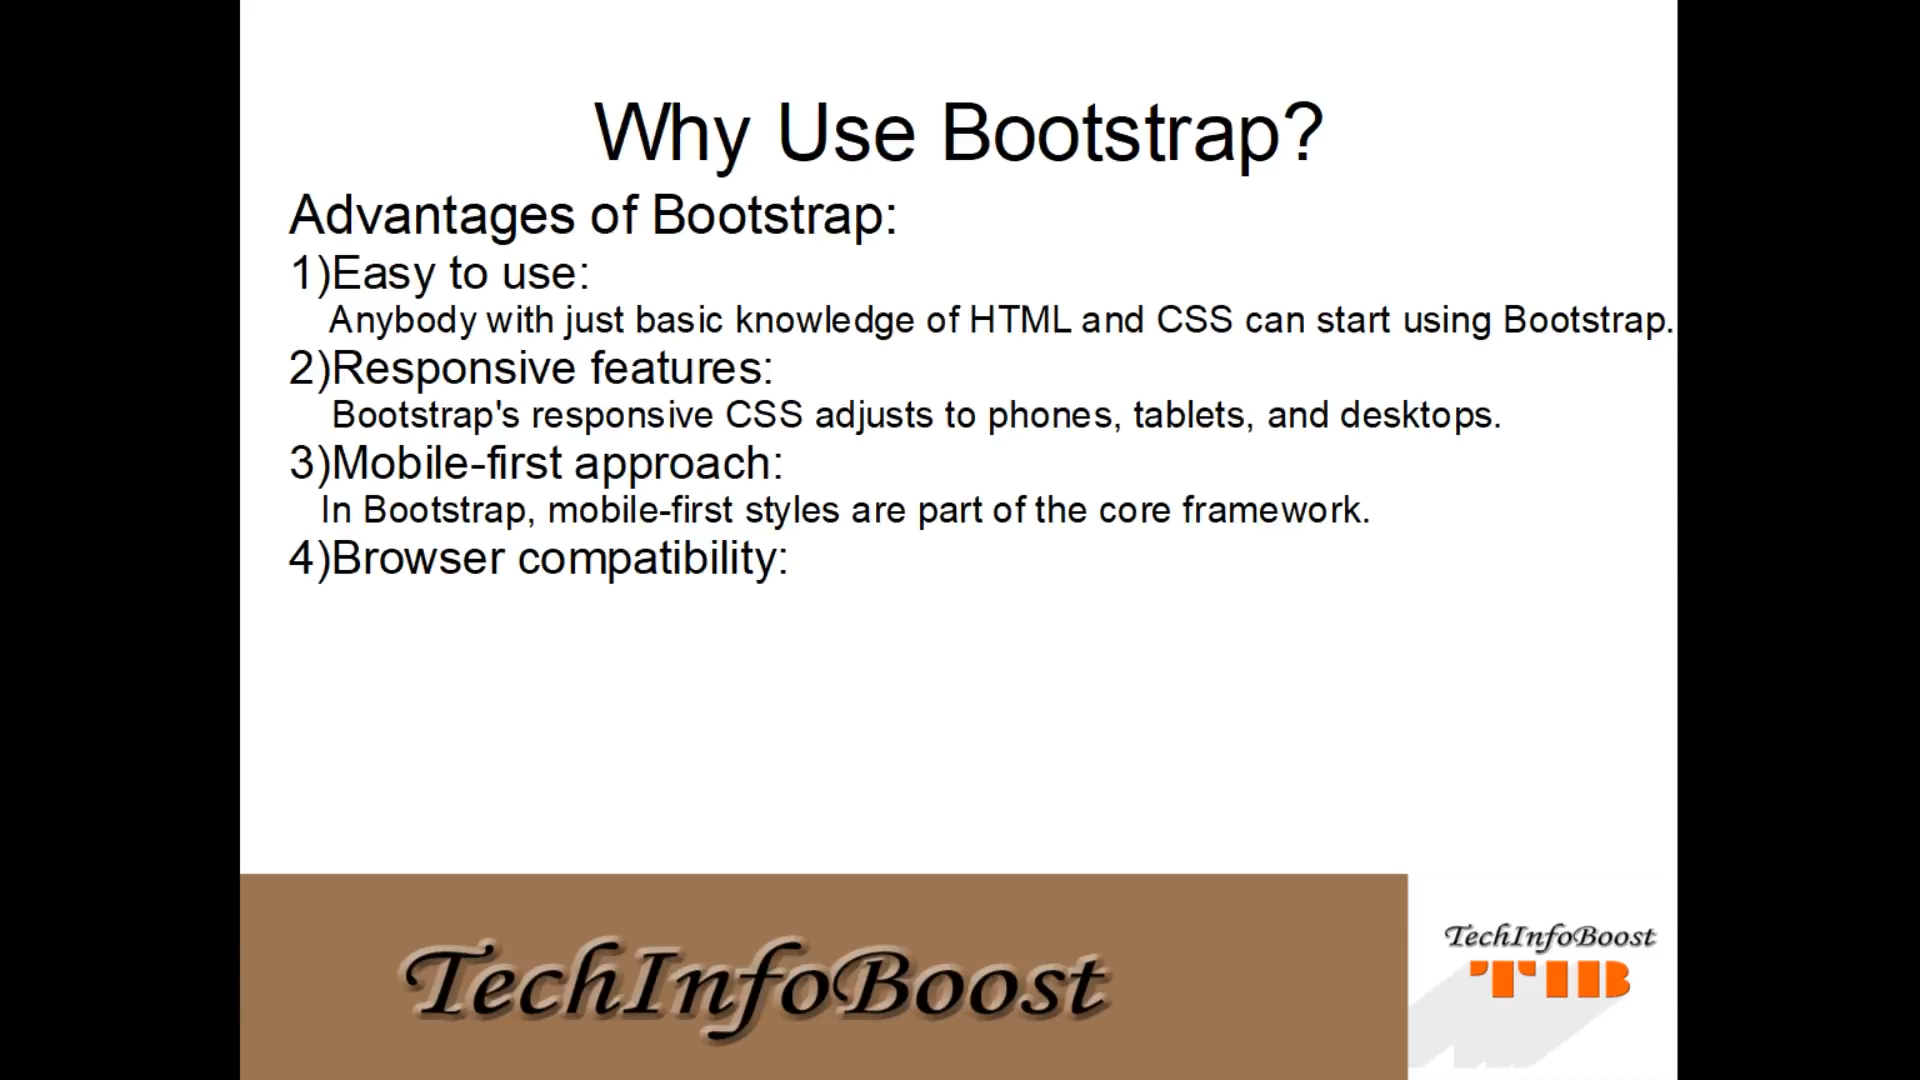 Why Use Bootstrap?
Advantages of Bootstrap:
1)Easy to use:
Anybody with just basic knowledge of HTML and CSS can start using Bootstrap.
2)Responsive features:
Bootstrap's responsive CSS adjusts to phones, tablets, and desktops.
3)Mobile-first approach:
In Bootstrap, mobile-first styles are part of the core framework.
4)Browser compatibility:
TechInfoBoost
TechInfoBoost
TIB